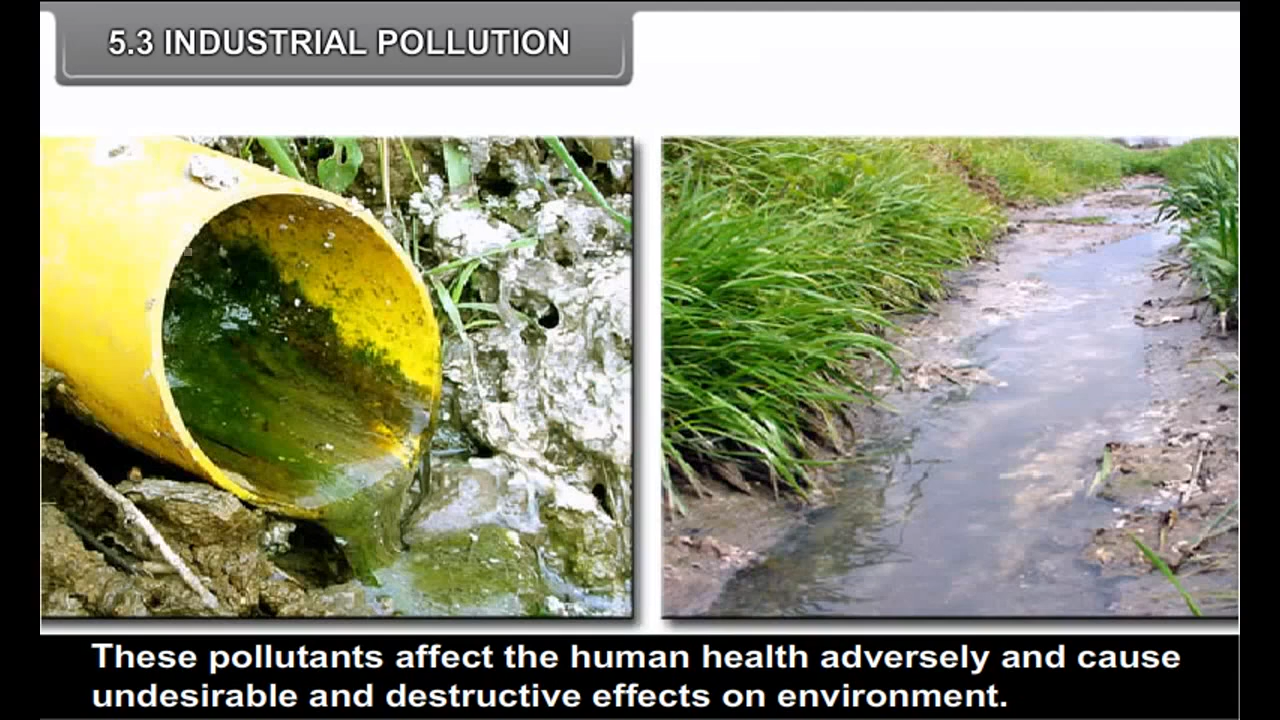 5.3 INDUSTRIAL POLLUTION
These pollutants affect the human health adversely and cause
undesirable and destructive effects on environment.